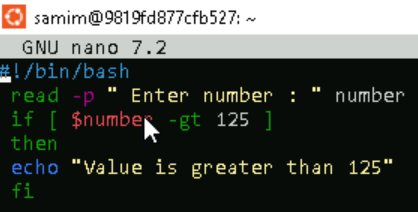 samim@9819fd877cfb527: ~
GNU nano 7.2
#!/bin/bash
read -p " Enter number : " number
if [ $number -gt 125 ]
then
echo "Value is greater than 125"
fi